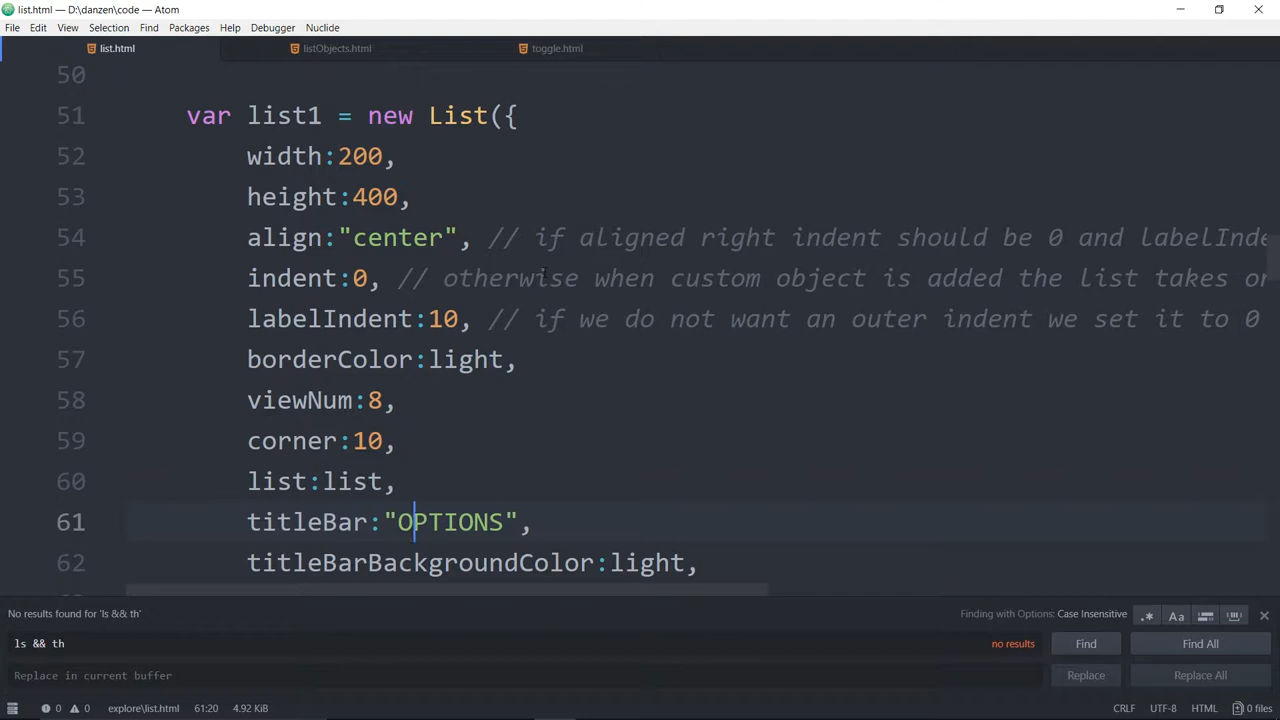 list.html — D:\danzen\code — Atom
File Edit View Selection Find Packages Help Debugger Nuclide
list.html listObjects.html toggle.html
50
51 var list1 = new List({
52 width:200,
53 height:400,
54 align:"center", // if aligned right indent should be 0 and labelInde
55 indent:0, // otherwise when custom object is added the list takes or
56 labelIndent:10, // if we do not want an outer indent we set it to 0
57 borderColor:light,
58 viewNum:8,
59 corner:10,
60 list:list,
61 titleBar:"OPTIONS",
62 titleBarBackgroundColor:light,
No results found for 'ls && th' Finding with Options: Case Insensitive .* Aa
ls && th no results Find Find All
Replace in current buffer Replace Replace All
0 0 explore\list.html 61:20 4.92 KiB CRLF UTF-8 HTML 0 files